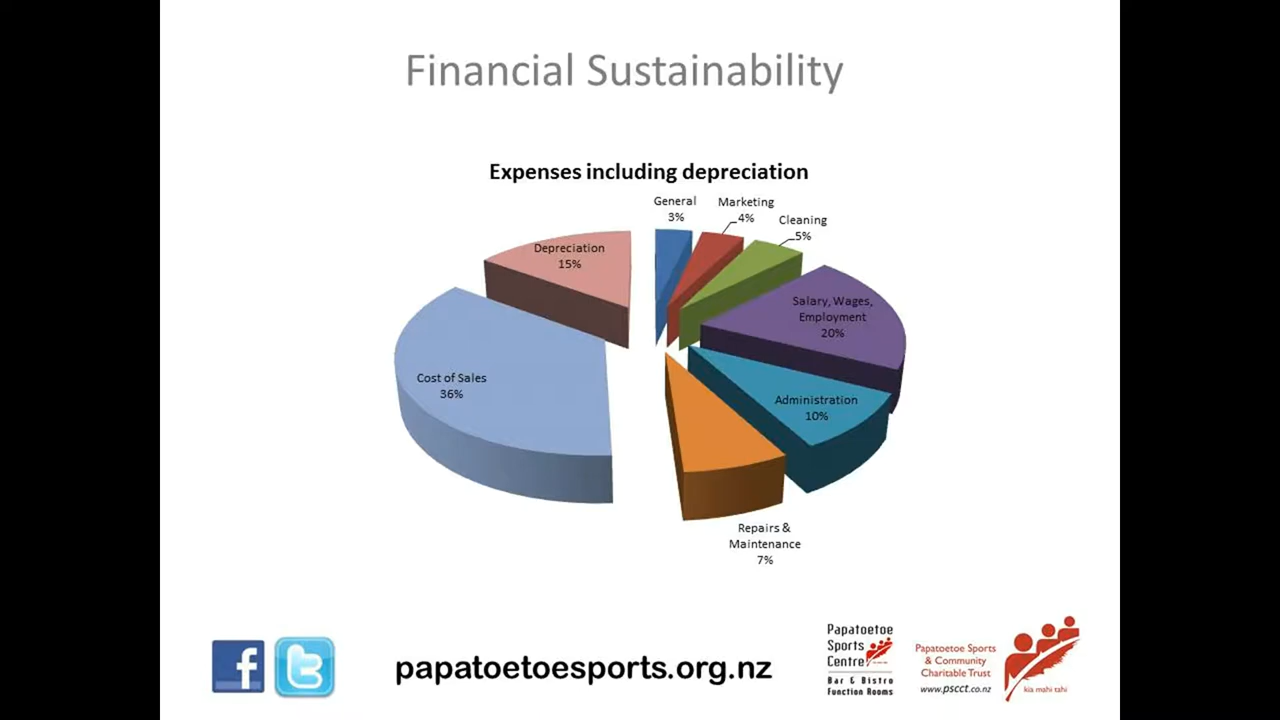 Financial Sustainability
Expenses including depreciation
General
3%
Marketing
4%
Cleaning
5%
Depreciation
15%
Salary, Wages,
Employment
20%
Cost of Sales
36%
Administration
10%
Repairs &
Maintenance
7%
f
t
papatoetoesports.org.nz
Papatoetoe
Sports
Centre
Bar & Bistro
Function Rooms
Papatoetoe Sports
& Community
Charitable Trust
www.pscct.co.nz
kia mahi tahi